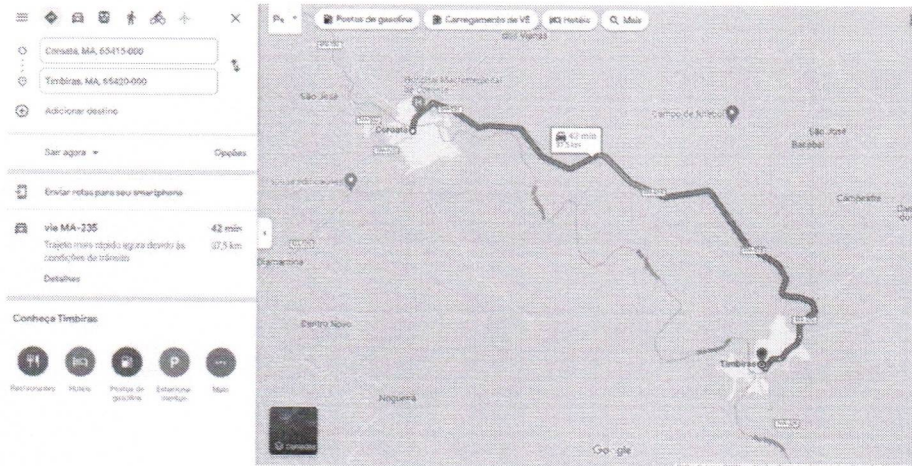 Postos de gasolina
Carregamento de VE
Hotéis
Mais
Coroatá, MA, 65415-000
Timbiras, MA, 65420-000
Adicionar destino
Sair agora
Opções
Enviar rotas para seu smartphone
via MA-235
42 min
Trajeto mais rápido agora devido às
37,5 km
condições de trânsito
Detalhes
Conheça Timbiras
Restaurantes
Hotéis
Postos de
gasolina
Estaciona-
mentos
Mais
Hospital Macrorregional
de Coroatá
São José
Coroatá
42 min
37,5 km
Campo de futebol
São José
Bacabal
Centro Novo
Nogueira
Timbiras
Google